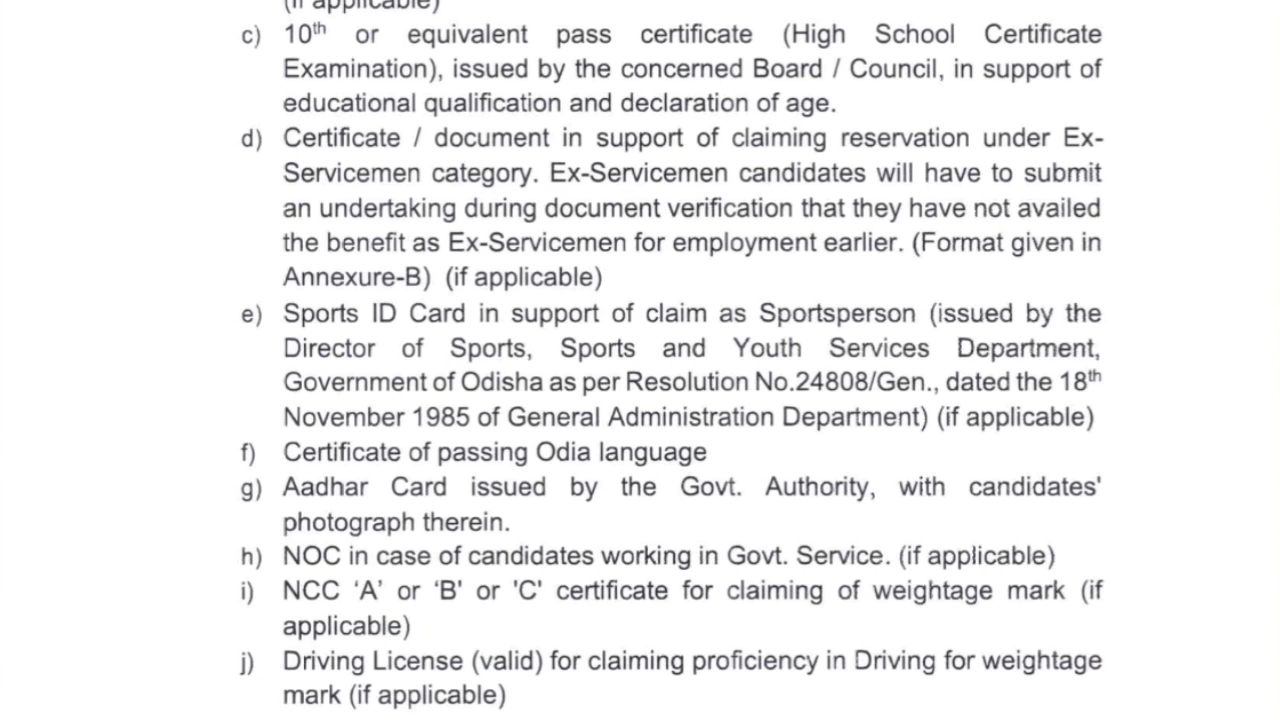 (if applicable)
c) 10th or equivalent pass certificate (High School Certificate
Examination), issued by the concerned Board / Council, in support of
educational qualification and declaration of age.
d) Certificate / document in support of claiming reservation under Ex-
Servicemen category. Ex-Servicemen candidates will have to submit
an undertaking during document verification that they have not availed
the benefit as Ex-Servicemen for employment earlier. (Format given in
Annexure-B) (if applicable)
e) Sports ID Card in support of claim as Sportsperson (issued by the
Director of Sports, Sports and Youth Services Department,
Government of Odisha as per Resolution No.24808/Gen., dated the 18th
November 1985 of General Administration Department) (if applicable)
f) Certificate of passing Odia language
g) Aadhar Card issued by the Govt. Authority, with candidates'
photograph therein.
h) NOC in case of candidates working in Govt. Service. (if applicable)
i) NCC ‘A’ or ‘B' or 'C' certificate for claiming of weightage mark (if
applicable)
j) Driving License (valid) for claiming proficiency in Driving for weightage
mark (if applicable)